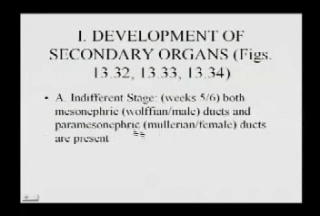 I. DEVELOPMENT OF
SECONDARY ORGANS (Figs.
13.32, 13.33, 13.34)
• A. Indifferent Stage: (weeks 5/6) both
mesonephric (wolffian/male) ducts and
paramesonephric (mullerian/female) ducts
are present